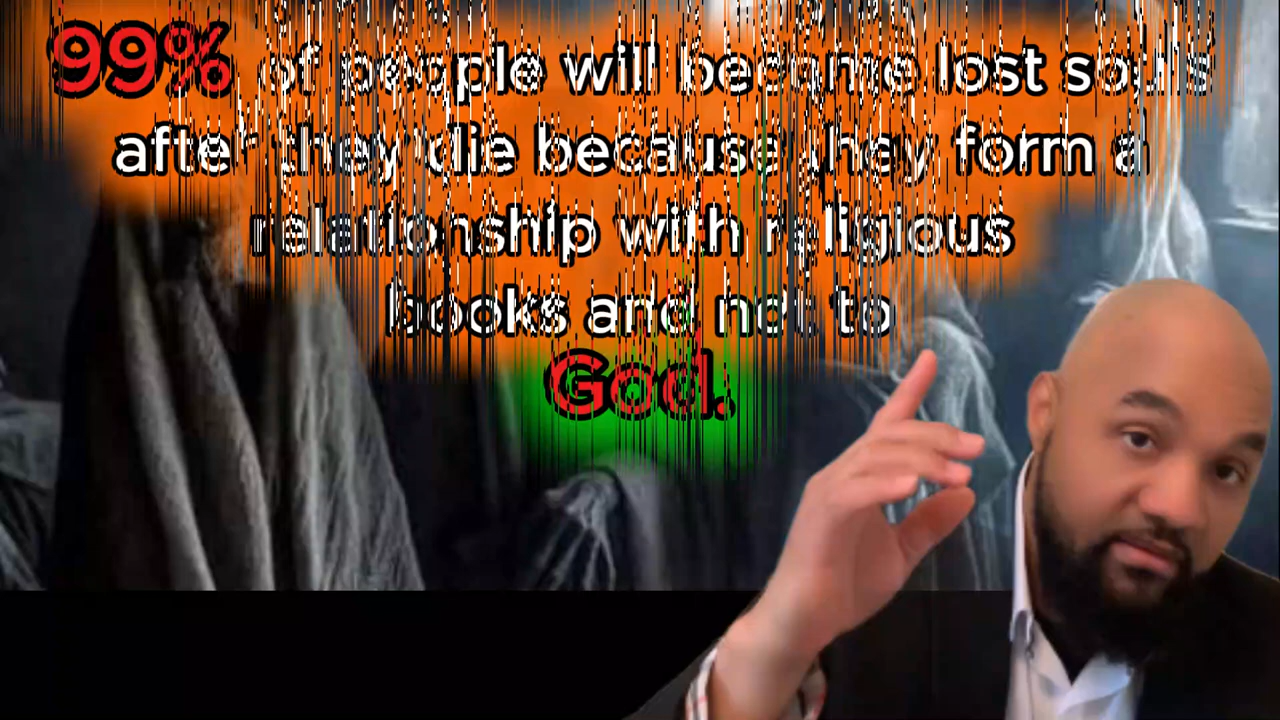 99% of people will become lost souls
after they die because they form a
relationship with religious
books and not to
God.